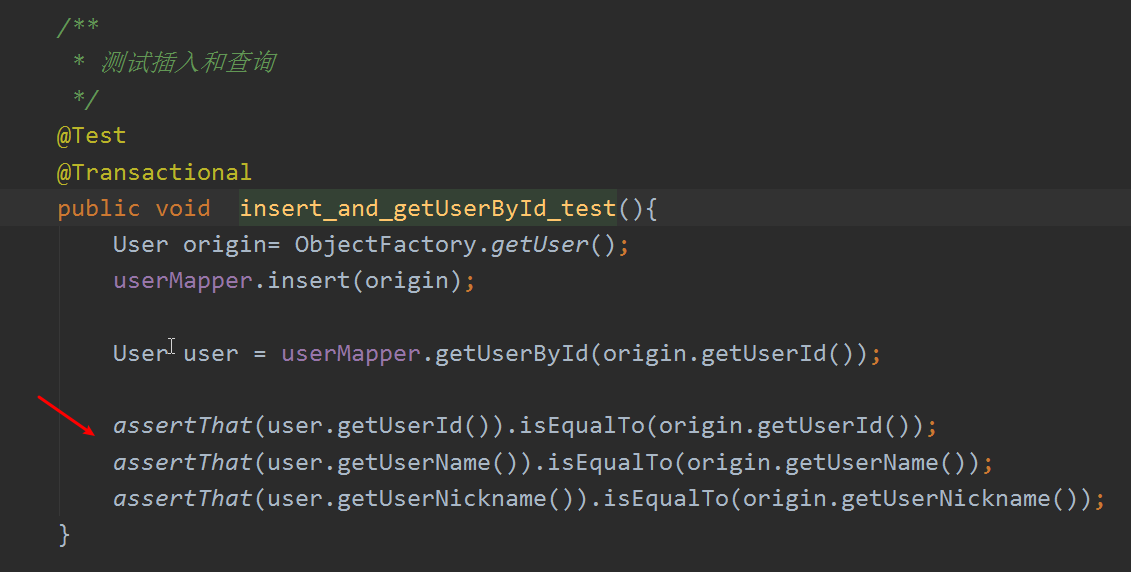 /**
* 测试插入和查询
*/
@Test
@Transactional
public void  insert_and_getUserById_test(){
User origin= ObjectFactory.getUser();
userMapper.insert(origin);
User user = userMapper.getUserById(origin.getUserId());
assertThat(user.getUserId()).isEqualTo(origin.getUserId());
assertThat(user.getUserName()).isEqualTo(origin.getUserName());
assertThat(user.getUserNickname()).isEqualTo(origin.getUserNickname());
}